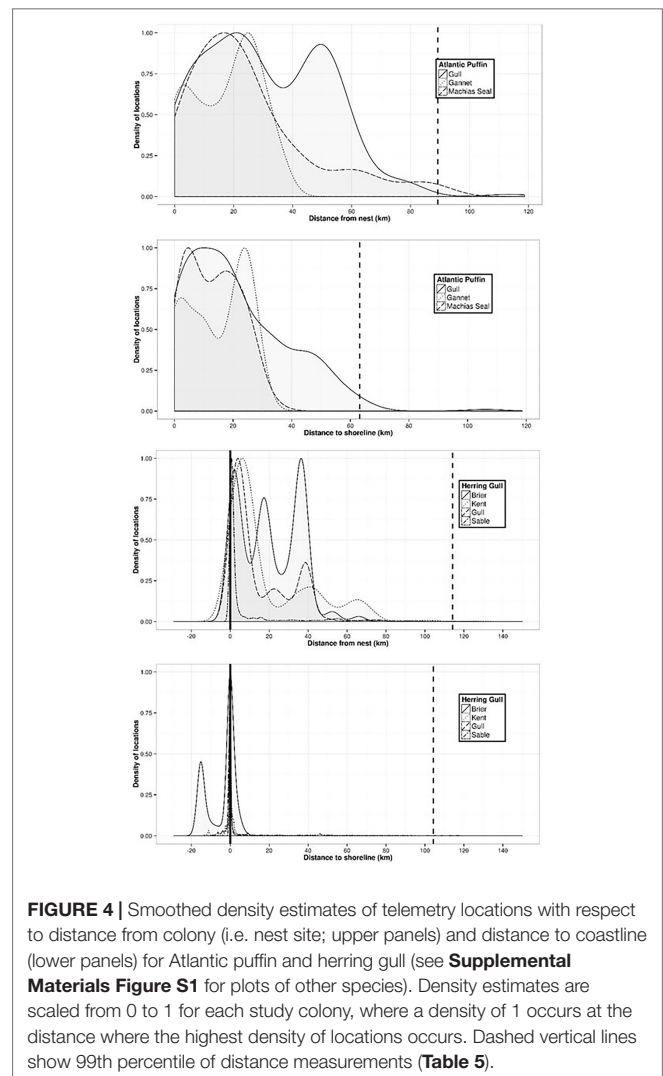 1.00
0.75
0.50
0.25
0.00
Density of locations
Atlantic Puffin
Gull
Gannet
Machias Seal
0 20 40 60 80 100 120
Distance from nest (km)
1.00
0.75
0.50
0.25
0.00
Density of locations
Atlantic Puffin
Gull
Gannet
Machias Seal
0 20 40 60 80 100 120
Distance to shoreline (km)
1.00
0.75
0.50
0.25
0.00
Density of locations
Herring Gull
Brier
Kent
Gull
Sable
-20 0 20 40 60 80 100 120 140
Distance from nest (km)
1.00
0.75
0.50
0.25
0.00
Density of locations
Herring Gull
Brier
Kent
Gull
Sable
-20 0 20 40 60 80 100 120 140
Distance to shoreline (km)
FIGURE 4 | Smoothed density estimates of telemetry locations with respect
to distance from colony (i.e. nest site; upper panels) and distance to coastline
(lower panels) for Atlantic puffin and herring gull (see Supplemental
Materials Figure S1 for plots of other species). Density estimates are
scaled from 0 to 1 for each study colony, where a density of 1 occurs at the
distance where the highest density of locations occurs. Dashed vertical lines
show 99th percentile of distance measurements (Table 5).